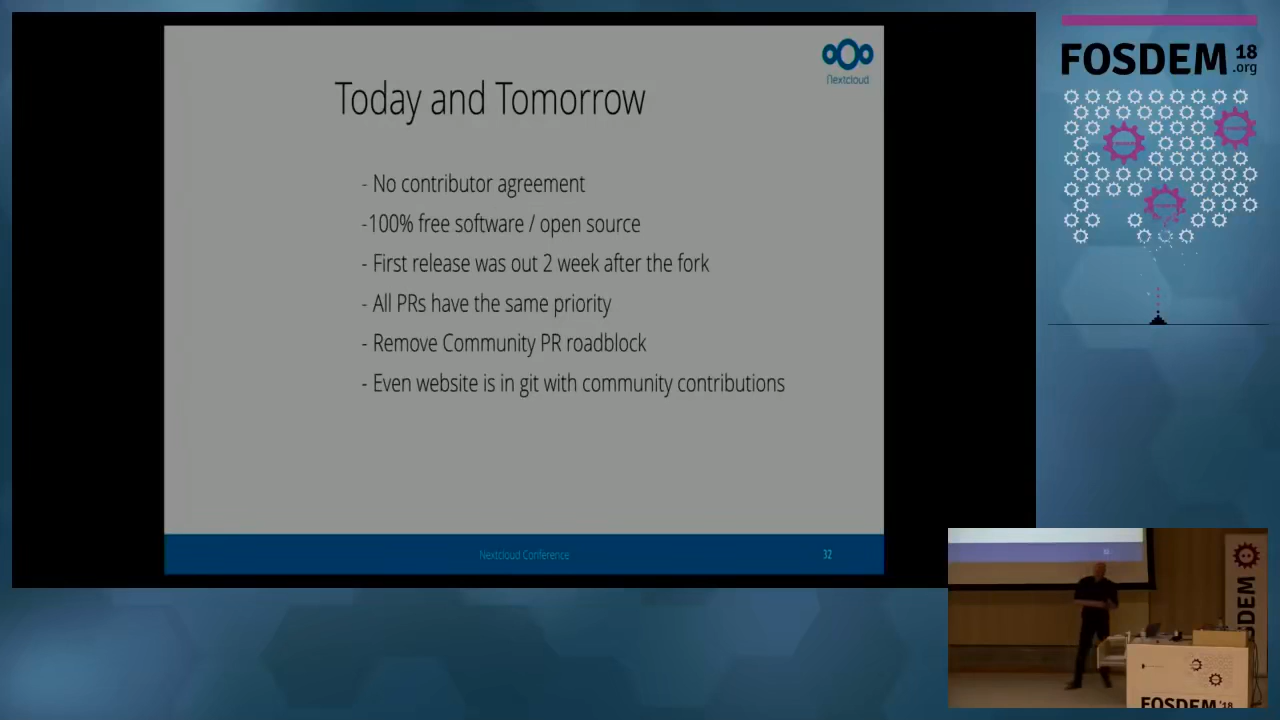 Nextcloud
Today and Tomorrow
- No contributor agreement
-100% free software / open source
- First release was out 2 week after the fork
- All PRs have the same priority
- Remove Community PR roadblock
- Even website is in git with community contributions
Nextcloud Conference
32
FOSDEM 18
.org
FOSDEM
FOSDEM '18